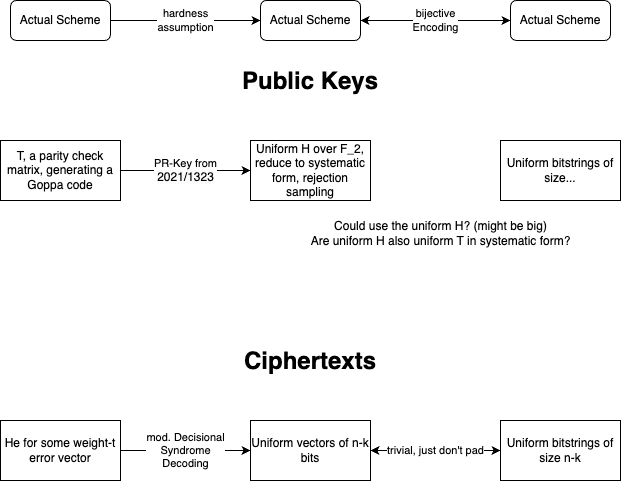 Actual Scheme
hardness
assumption
Actual Scheme
bijective
Encoding
Actual Scheme
Public Keys
T, a parity check
matrix, generating a
Goppa code
PR-Key from
2021/1323
Uniform H over F_2,
reduce to systematic
form, rejection
sampling
Uniform bitstrings of
size...
Could use the uniform H? (might be big)
Are uniform H also uniform T in systematic form?
Ciphertexts
He for some weight-t
error vector
mod. Decisional
Syndrome
Decoding
Uniform vectors of n-k
bits
trivial, just don't pad
Uniform bitstrings of
size n-k